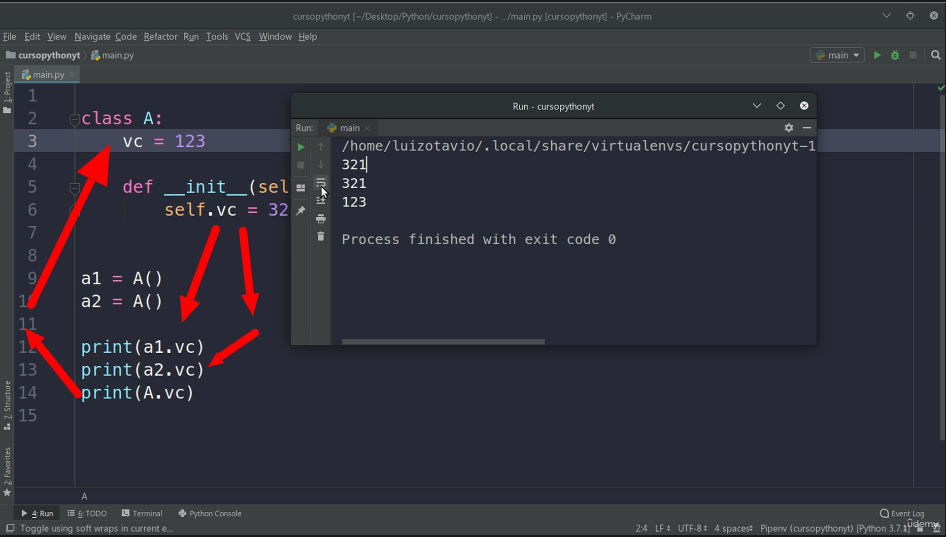 cursopythonyt [~/Desktop/Python/cursopythonyt] - .../main.py [cursopythonyt] - PyCharm
File Edit View Navigate Code Refactor Run Tools VCS Window Help
cursopythonyt main.py main
main.py
1: Project
1
2 class A:
3 vc = 123
4
5 def __init__(sel
6 self.vc = 32
7
8
9 a1 = A()
10 a2 = A()
11
12 print(a1.vc)
13 print(a2.vc)
14 print(A.vc)
15
Run - cursopythonyt
Run: main
/home/luizotavio/.local/share/virtualenvs/cursopythonyt-1
321
321
123
Process finished with exit code 0
7: Structure
2: Favorites
A
4: Run 6: TODO Terminal Python Console Event Log
Toggle using soft wraps in current e... 2:4 LF UTF-8 4 spaces Pipenv (cursopythonyt) [Python 3.7.
ûdemy